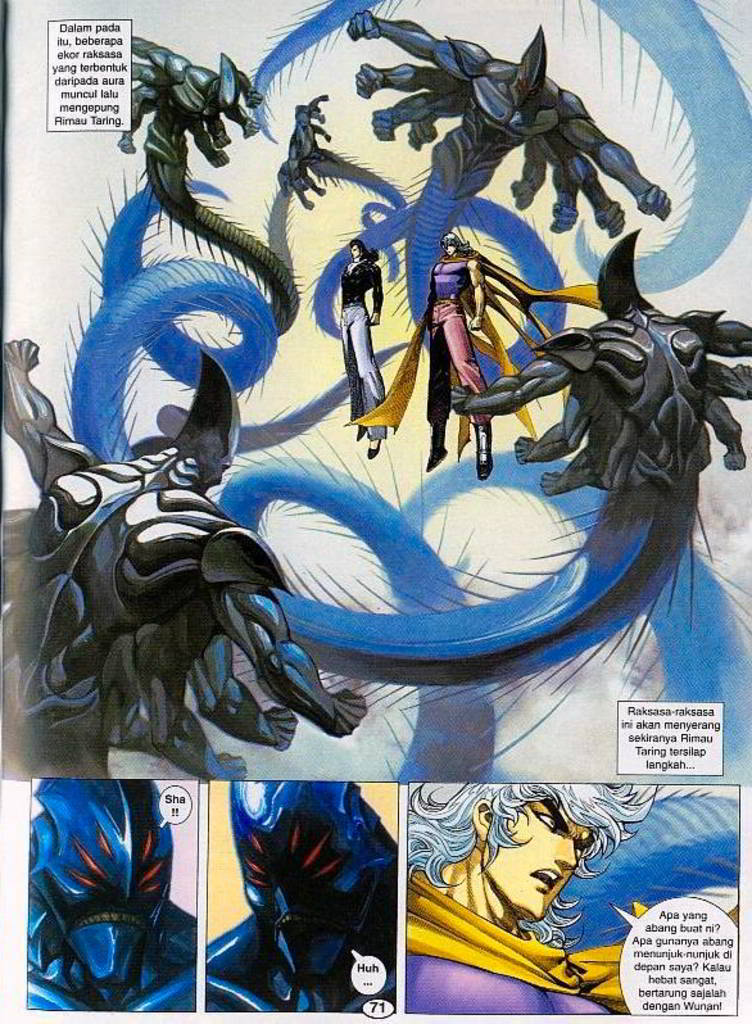 Dalam pada
itu, beberapa
ekor raksasa
yang terbentuk
daripada aura
muncul lalu
mengepung
Rimau Taring.
Raksasa-raksasa
ini akan menyerang
sekiranya Rimau
Taring tersilap
langkah...
Sha
!!
Huh
...
Apa yang
abang buat ni?
Apa gunanya abang
menunjuk-nunjuk di
depan saya? Kalau
hebat sangat,
bertarung sajalah
dengan Wunan!
71